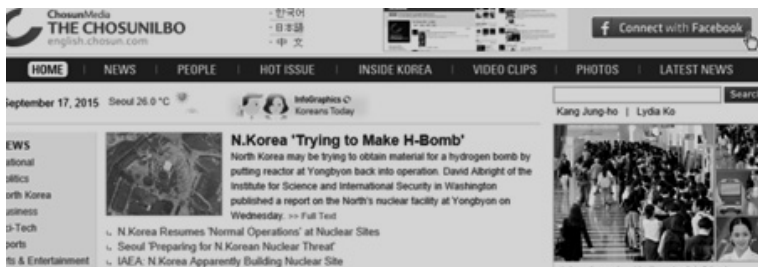 ChosunMedia
THE CHOSUNILBO
english.chosun.com
· 한국어
· 日本語
· 中 文
f Connect with Facebook
HOME | NEWS | PEOPLE | HOT ISSUE | INSIDE KOREA | VIDEO CLIPS | PHOTOS | LATEST NEWS
September 17, 2015 Seoul 26.0 °C
InfoGraphics
Koreans Today
Search
Kang Jung-ho | Lydia Ko
EWS
ational
olitics
orth Korea
usiness
ci-Tech
ports
rts & Entertainment
N.Korea 'Trying to Make H-Bomb'
North Korea may be trying to obtain material for a hydrogen bomb by
putting reactor at Yongbyon back into operation. David Albright of the
Institute for Science and International Security in Washington
published a report on the North's nuclear facility at Yongbyon on
Wednesday. >> Full Text
N.Korea Resumes 'Normal Operations' at Nuclear Sites
Seoul 'Preparing for N.Korean Nuclear Threat'
IAEA: N.Korea Apparently Building Nuclear Site